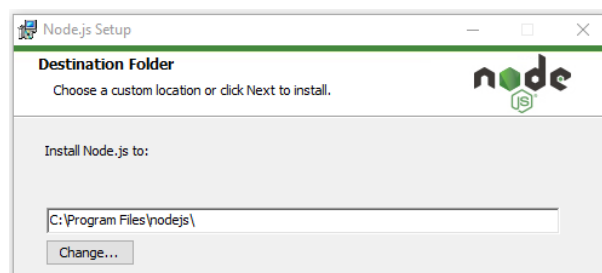 Node.js Setup
Destination Folder
Choose a custom location or click Next to install.
node
JS
Install Node.js to:
C:\Program Files\nodejs\
Change...